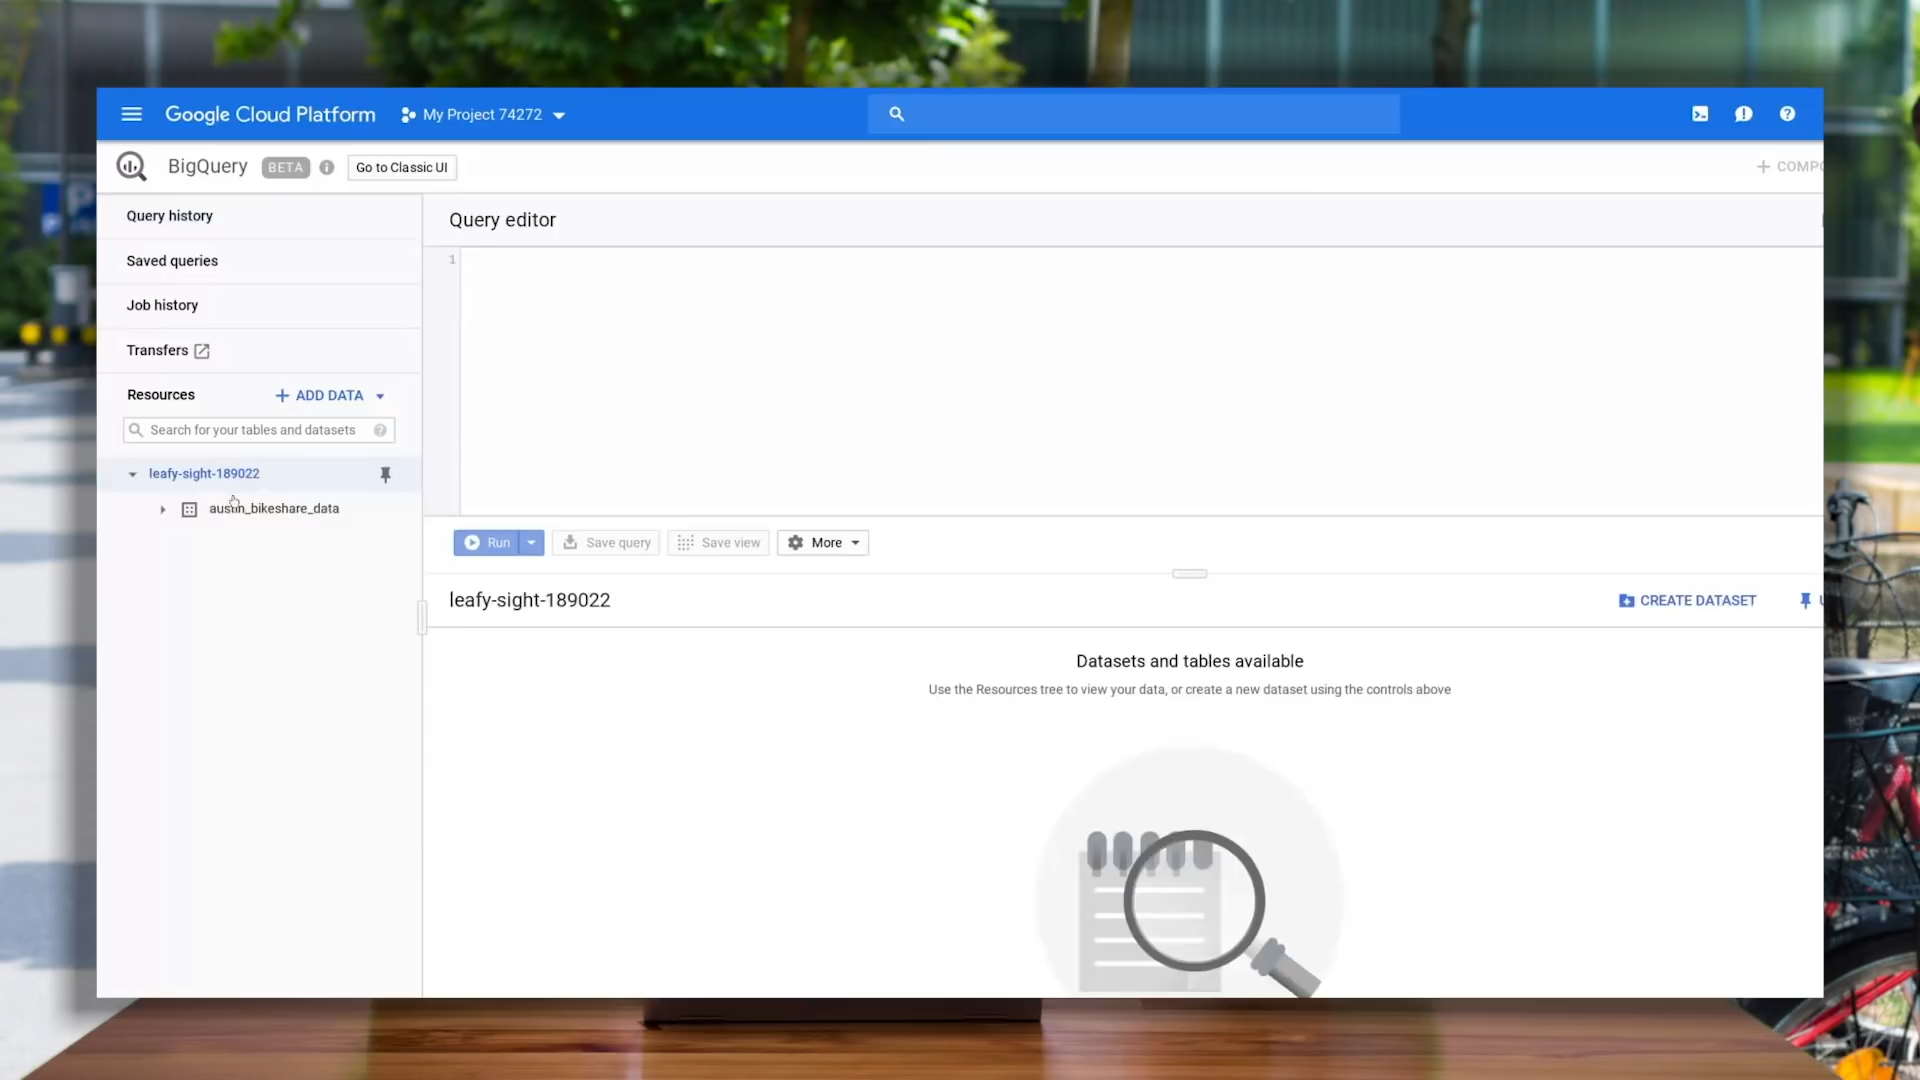 Google Cloud Platform
My Project 74272
BigQuery BETA Go to Classic UI
+ COMPO
Query history
Saved queries
Job history
Transfers
Resources
+ ADD DATA
Search for your tables and datasets
leafy-sight-189022
austin_bikeshare_data
Query editor
1
Run Save query Save view More
leafy-sight-189022
CREATE DATASET
Datasets and tables available
Use the Resources tree to view your data, or create a new dataset using the controls above